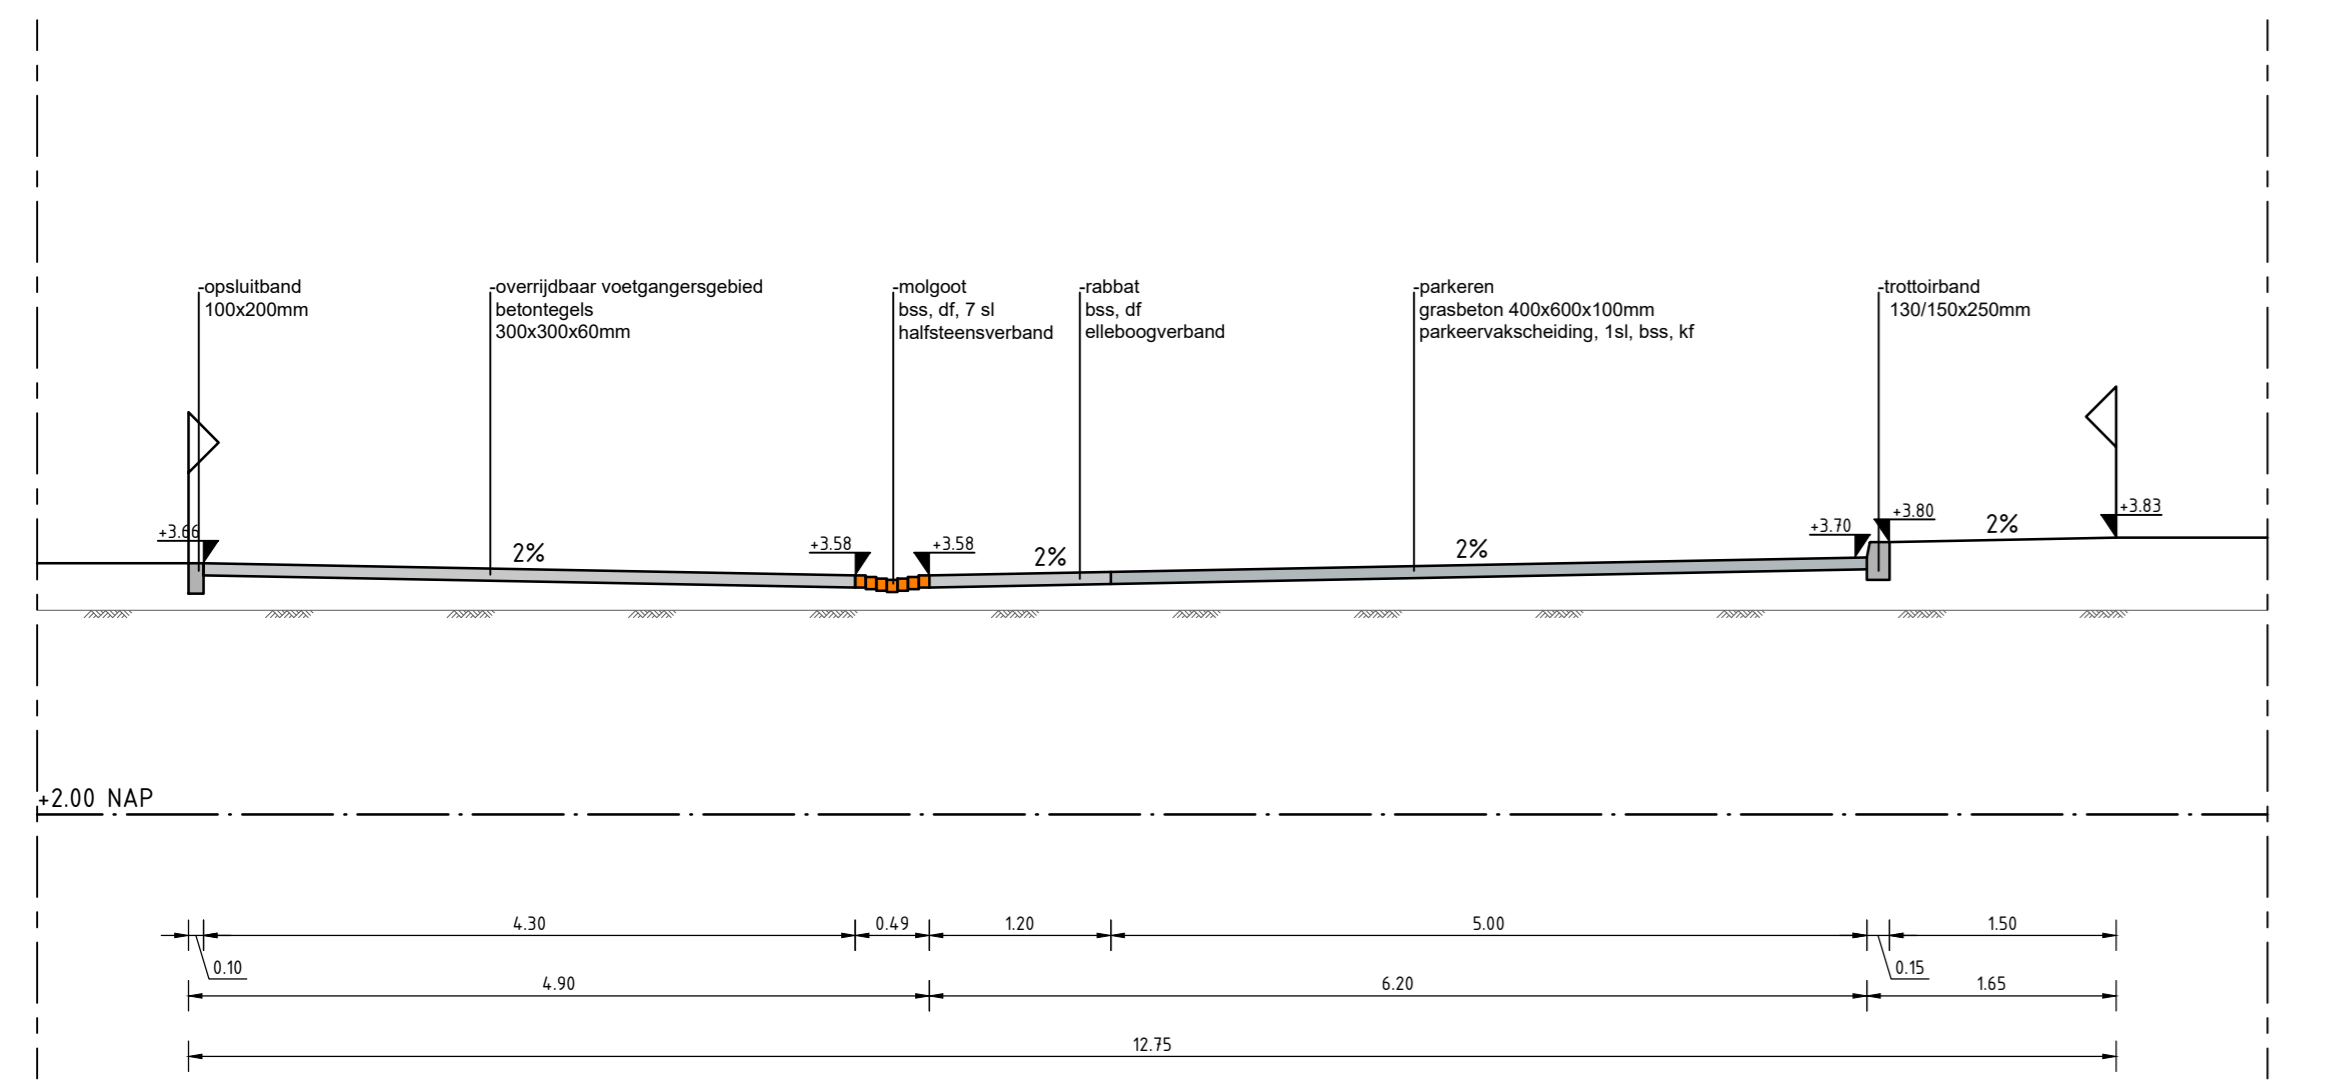 -opsluitband
100x200mm
-overrijdbaar voetgangersgebied
betontegels
300x300x60mm
-molgoot
bss, df, 7 sl
halfsteensverband
-rabbat
bss, df
elleboogverband
-parkeren
grasbeton 400x600x100mm
parkeervakscheiding, 1sl, bss, kf
-trottoirband
130/150x250mm
+3.66
2%
+3.58
+3.58
2%
2%
+3.70
+3.80
2%
+3.83
+2.00 NAP
4.30
0.49
1.20
5.00
1.50
0.10
0.15
4.90
6.20
1.65
12.75